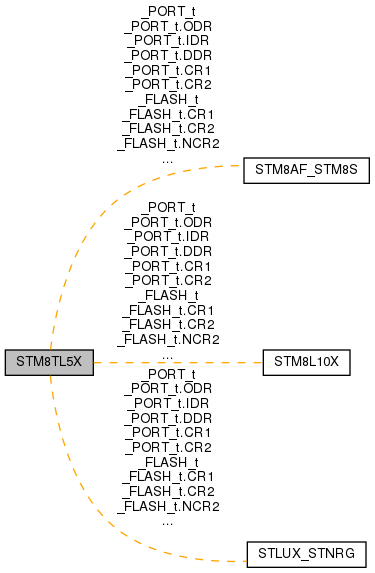 _PORT_t
_PORT_t.ODR
_PORT_t.IDR
_PORT_t.DDR
_PORT_t.CR1
_PORT_t.CR2
_FLASH_t
_FLASH_t.CR1
_FLASH_t.CR2
_FLASH_t.NCR2
...
STM8AF_STM8S
_PORT_t
_PORT_t.ODR
_PORT_t.IDR
_PORT_t.DDR
_PORT_t.CR1
_PORT_t.CR2
_FLASH_t
_FLASH_t.CR1
_FLASH_t.CR2
_FLASH_t.NCR2
...
STM8TL5X
STM8L10X
_PORT_t
_PORT_t.ODR
_PORT_t.IDR
_PORT_t.DDR
_PORT_t.CR1
_PORT_t.CR2
_FLASH_t
_FLASH_t.CR1
_FLASH_t.CR2
_FLASH_t.NCR2
...
STLUX_STNRG